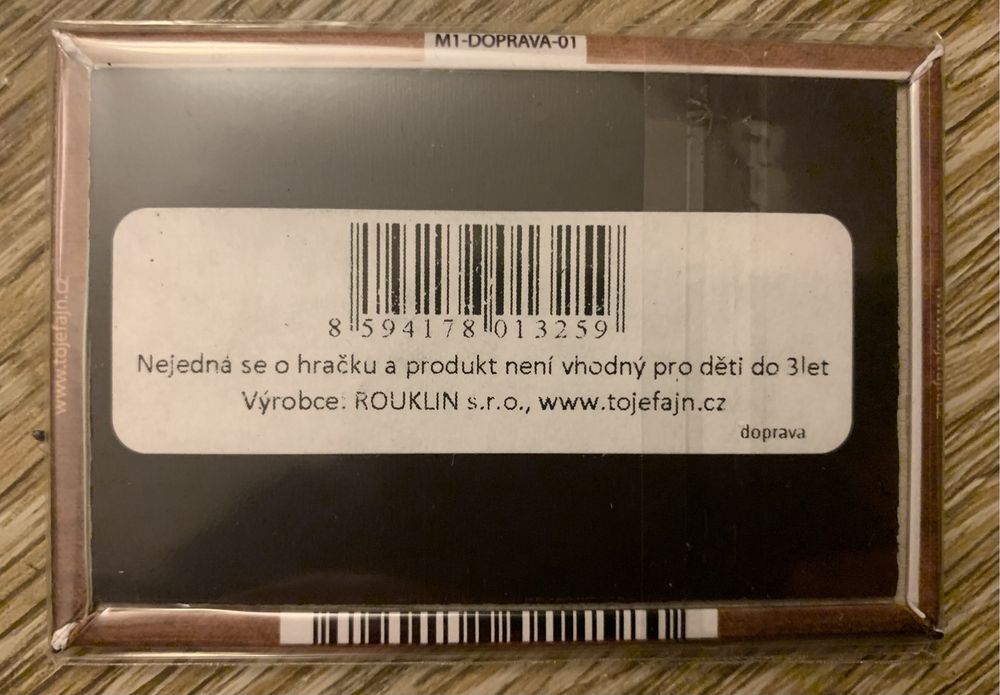 M1-DOPRAVA-01
www.tojefajn.cz
8 594178 013259
Nejedná se o hračku a produkt není vhodný pro děti do 3let
Výrobce: ROUKLIN s.r.o., www.tojefajn.cz
doprava